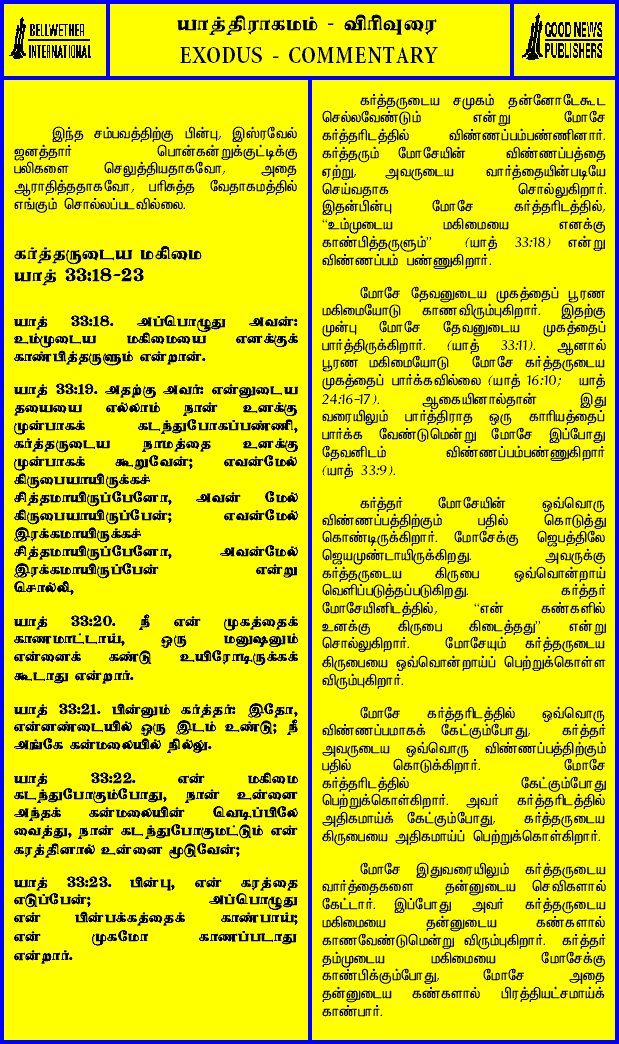 BELLWETHER
INTERNATIONAL
யாத்திராகமம் - விரிவுரை
EXODUS - COMMENTARY
GOOD NEWS
PUBLISHERS
இந்த சம்பவத்திற்கு பின்பு, இஸ்ரவேல்
ஜனத்தார் பொன்கன்றுக்குட்டிக்கு
பலிகளை செலுத்தியதாகவோ, அதை
ஆராதித்ததாகவோ, பரிசுத்த வேதாகமத்தில்
எங்கும் சொல்லப்படவில்லை.
கர்த்தருடைய மகிமை
யாத் 33:18-23
யாத் 33:18. அப்பொழுது அவன்:
உம்முடைய மகிமையை எனக்குக்
காண்பித்தருளும் என்றான்.
யாத் 33:19. அதற்கு அவர்: என்னுடைய
தயையை எல்லாம் நான் உனக்கு
முன்பாகக் கடந்துபோகப்பண்ணி,
கர்த்தருடைய நாமத்தை உனக்கு
முன்பாகக் கூறுவேன்; எவன்மேல்
கிருபையாயிருக்கச்
சித்தமாயிருப்பேனோ, அவன் மேல்
கிருபையாயிருப்பேன்; எவன்மேல்
இரக்கமாயிருக்கச்
சித்தமாயிருப்பேனோ, அவன்மேல்
இரக்கமாயிருப்பேன் என்று
சொல்லி,
யாத் 33:20. நீ என் முகத்தைக்
காணமாட்டாய், ஒரு மனுஷனும்
என்னைக் கண்டு உயிரோடிருக்கக்
கூடாது என்றார்.
யாத் 33:21. பின்னும் கர்த்தர்: இதோ,
என்னண்டையில் ஒரு இடம் உண்டு; நீ
அங்கே கன்மலையில் நில்லு.
யாத் 33:22. என் மகிமை
கடந்துபோகும்போது, நான் உன்னை
அந்தக் கன்மலையின் வெடிப்பிலே
வைத்து, நான் கடந்துபோகுமட்டும் என்
கரத்தினால் உன்னை மூடுவேன்;
யாத் 33:23. பின்பு, என் கரத்தை
எடுப்பேன்; அப்பொழுது
என் பின்பக்கத்தைக் காண்பாய்;
என் முகமோ காணப்படாது
என்றார்.
கர்த்தருடைய சமுகம் தன்னோடேகூட
செல்லவேண்டும் என்று மோசே
கர்த்தரிடத்தில் விண்ணப்பம்பண்ணினார்.
கர்த்தரும் மோசேயின் விண்ணப்பத்தை
ஏற்று, அவருடைய வார்த்தையின்படியே
செய்வதாக சொல்லுகிறார்.
இதன்பின்பு மோசே கர்த்தரிடத்தில்,
"உம்முடைய மகிமையை எனக்கு
காண்பித்தருளும்" (யாத் 33:18) என்று
விண்ணப்பம் பண்ணுகிறார்.
மோசே தேவனுடைய முகத்தைப் பூரண
மகிமையோடு காணவிரும்புகிறார். இதற்கு
முன்பு மோசே தேவனுடைய முகத்தைப்
பார்த்திருக்கிறார். (யாத் 33:11). ஆனால்
பூரண மகிமையோடு மோசே கர்த்தருடைய
முகத்தைப் பார்க்கவில்லை (யாத் 16:10; யாத்
24:16-17). ஆகையினால்தான் இது
வரையிலும் பார்த்திராத ஒரு காரியத்தைப்
பார்க்க வேண்டுமென்று மோசே இப்போது
தேவனிடம் விண்ணப்பம்பண்ணுகிறார்
(யாத் 33:9).
கர்த்தர் மோசேயின் ஒவ்வொரு
விண்ணப்பத்திற்கும் பதில் கொடுத்து
கொண்டிருக்கிறார். மோசேக்கு ஜெபத்திலே
ஜெயமுண்டாயிருக்கிறது. அவருக்கு
கர்த்தருடைய கிருபை ஒவ்வொன்றாய்
வெளிப்படுத்தப்படுகிறது. கர்த்தர்
மோசேயினிடத்தில், "என் கண்களில்
உனக்கு கிருபை கிடைத்தது" என்று
சொல்லுகிறார். மோசேயும் கர்த்தருடைய
கிருபையை ஒவ்வொன்றாய்ப் பெற்றுக்கொள்ள
விரும்புகிறார்.
மோசே கர்த்தரிடத்தில் ஒவ்வொரு
விண்ணப்பமாகக் கேட்கும்போது, கர்த்தர்
அவருடைய ஒவ்வொரு விண்ணப்பத்திற்கும்
பதில் கொடுக்கிறார். மோசே
கர்த்தரிடத்தில் கேட்கும்போது
பெற்றுக்கொள்கிறார். அவர் கர்த்தரிடத்தில்
அதிகமாய்க் கேட்கும்போது, கர்த்தருடைய
கிருபையை அதிகமாய்ப் பெற்றுக்கொள்கிறார்.
மோசே இதுவரையிலும் கர்த்தருடைய
வார்த்தைகளை தன்னுடைய செவிகளால்
கேட்டார். இப்போது அவர் கர்த்தருடைய
மகிமையை தன்னுடைய கண்களால்
காணவேண்டுமென்று விரும்புகிறார். கர்த்தர்
தம்முடைய மகிமையை மோசேக்கு
காண்பிக்கும்போது, மோசே அதை
தன்னுடைய கண்களால் பிரத்தியட்சமாய்க்
காண்பார்.